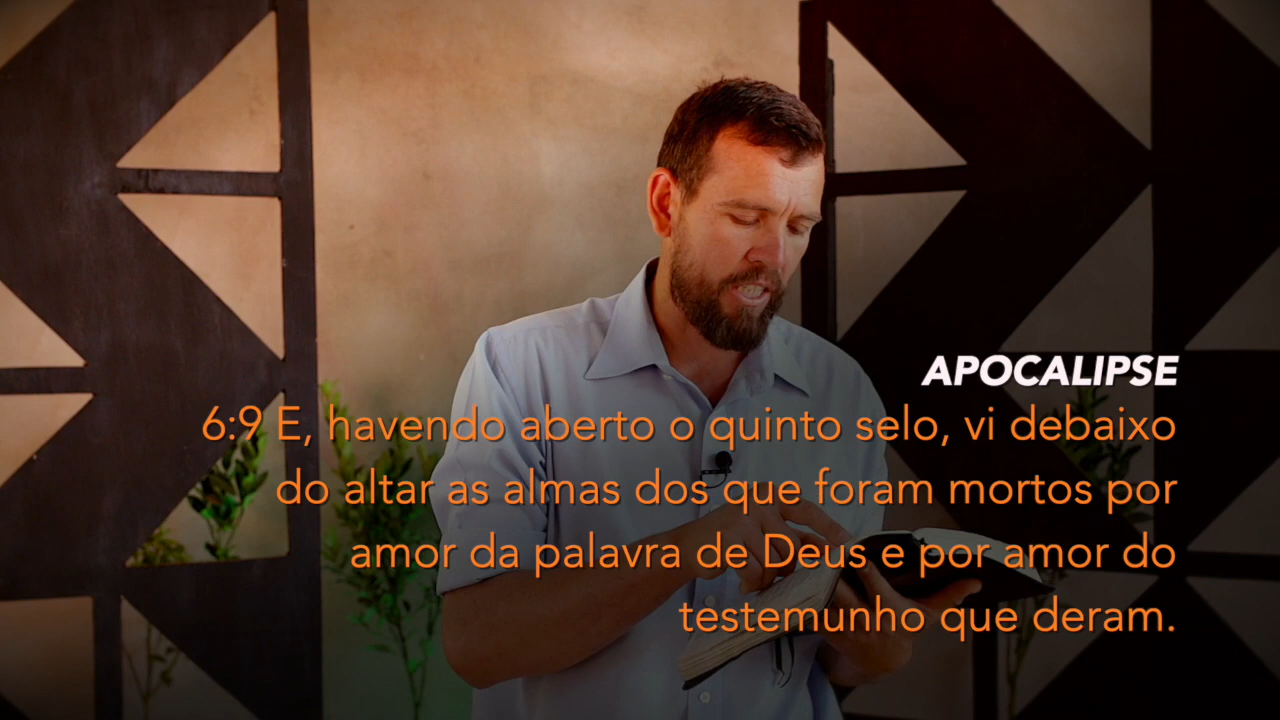 APOCALIPSE
6:9 E, havendo aberto o quinto selo, vi debaixo
do altar as almas dos que foram mortos por
amor da palavra de Deus e por amor do
testemunho que deram.